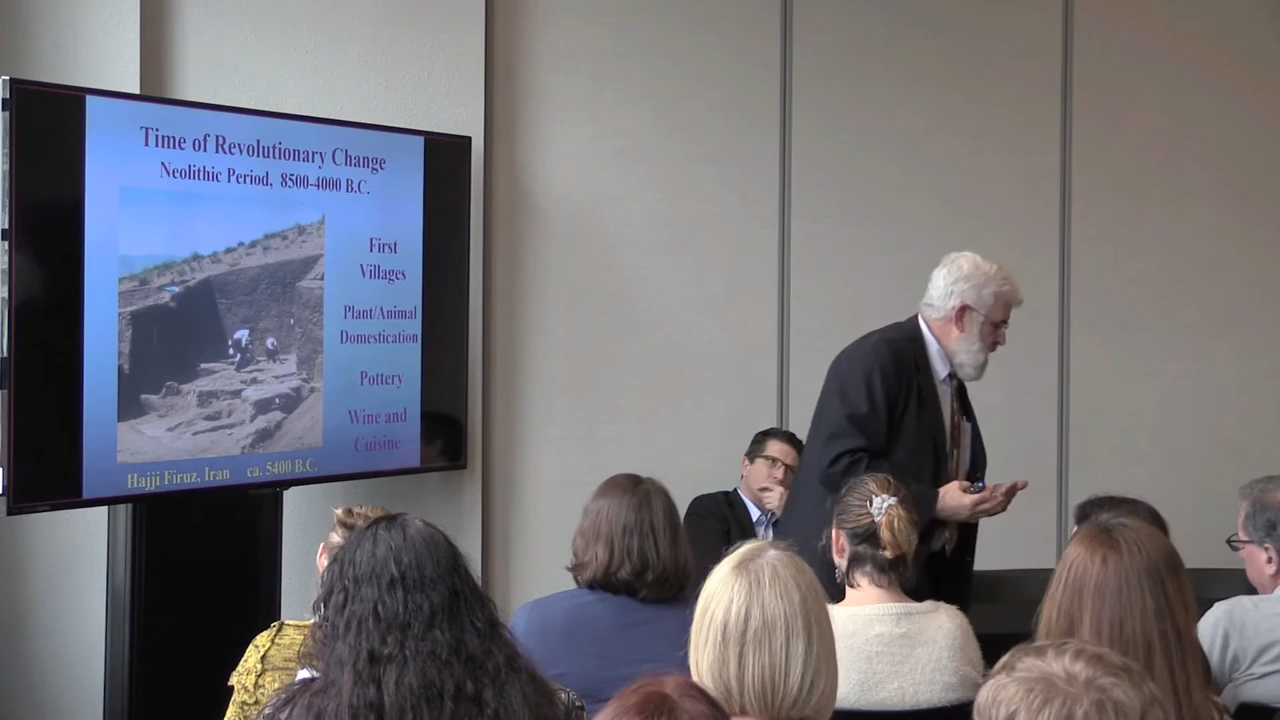 Time of Revolutionary Change
Neolithic Period, 8500-4000 B.C.
First
Villages
Plant/Animal
Domestication
Pottery
Wine and
Cuisine
Hajji Firuz, Iran ca. 5400 B.C.